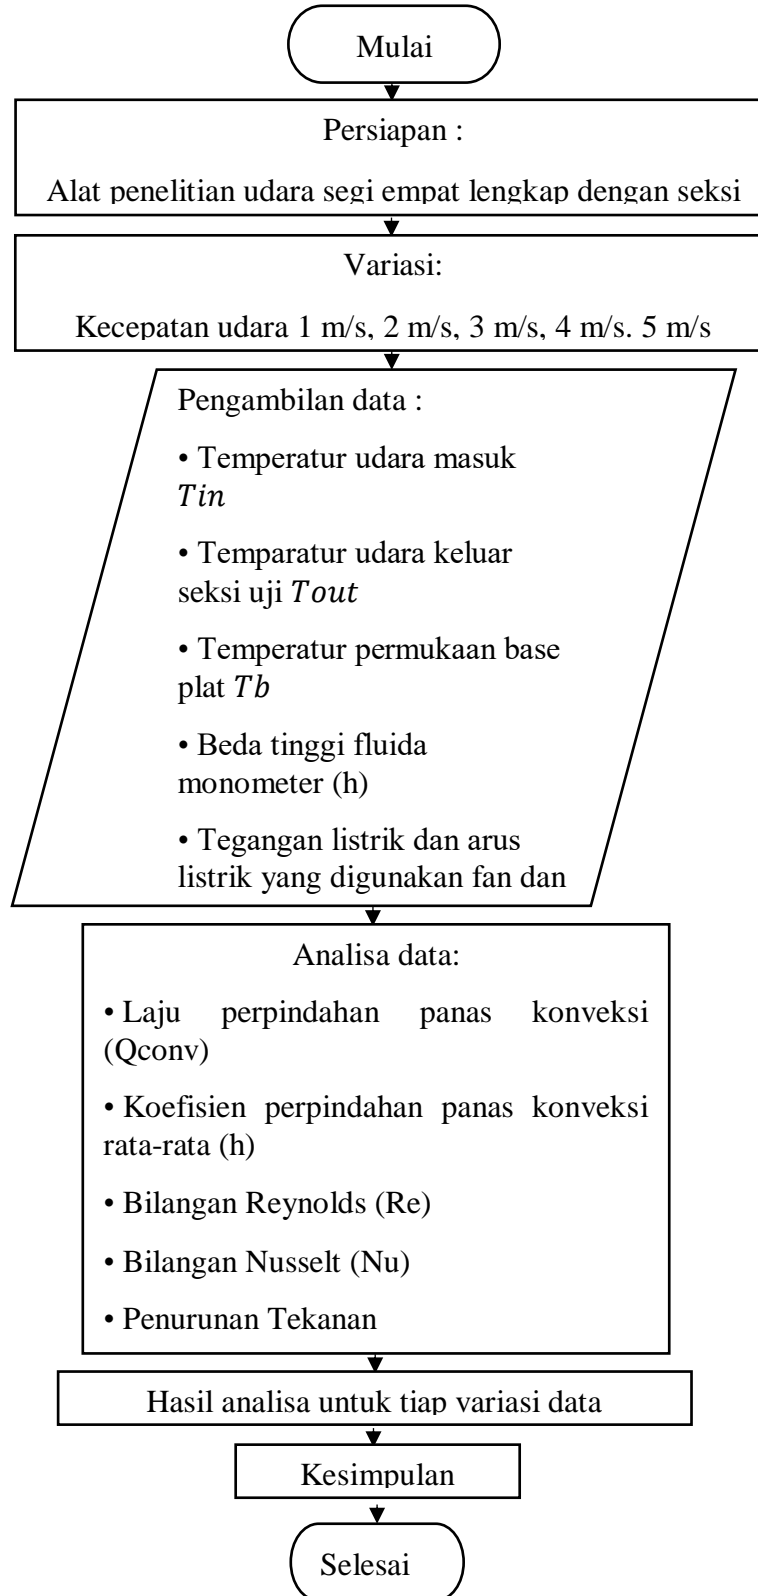 Mulai
Persiapan :
Alat penelitian udara segi empat lengkap dengan seksi
Variasi:
Kecepatan udara 1 m/s, 2 m/s, 3 m/s, 4 m/s. 5 m/s
Pengambilan data :
• Temperatur udara masuk
Tin
• Temparatur udara keluar
seksi uji Tout
• Temperatur permukaan base
plat Tb
• Beda tinggi fluida
monometer (h)
• Tegangan listrik dan arus
listrik yang digunakan fan dan
Analisa data:
• Laju perpindahan panas konveksi
(Qconv)
• Koefisien perpindahan panas konveksi
rata-rata (h)
• Bilangan Reynolds (Re)
• Bilangan Nusselt (Nu)
• Penurunan Tekanan
Hasil analisa untuk tiap variasi data
Kesimpulan
Selesai